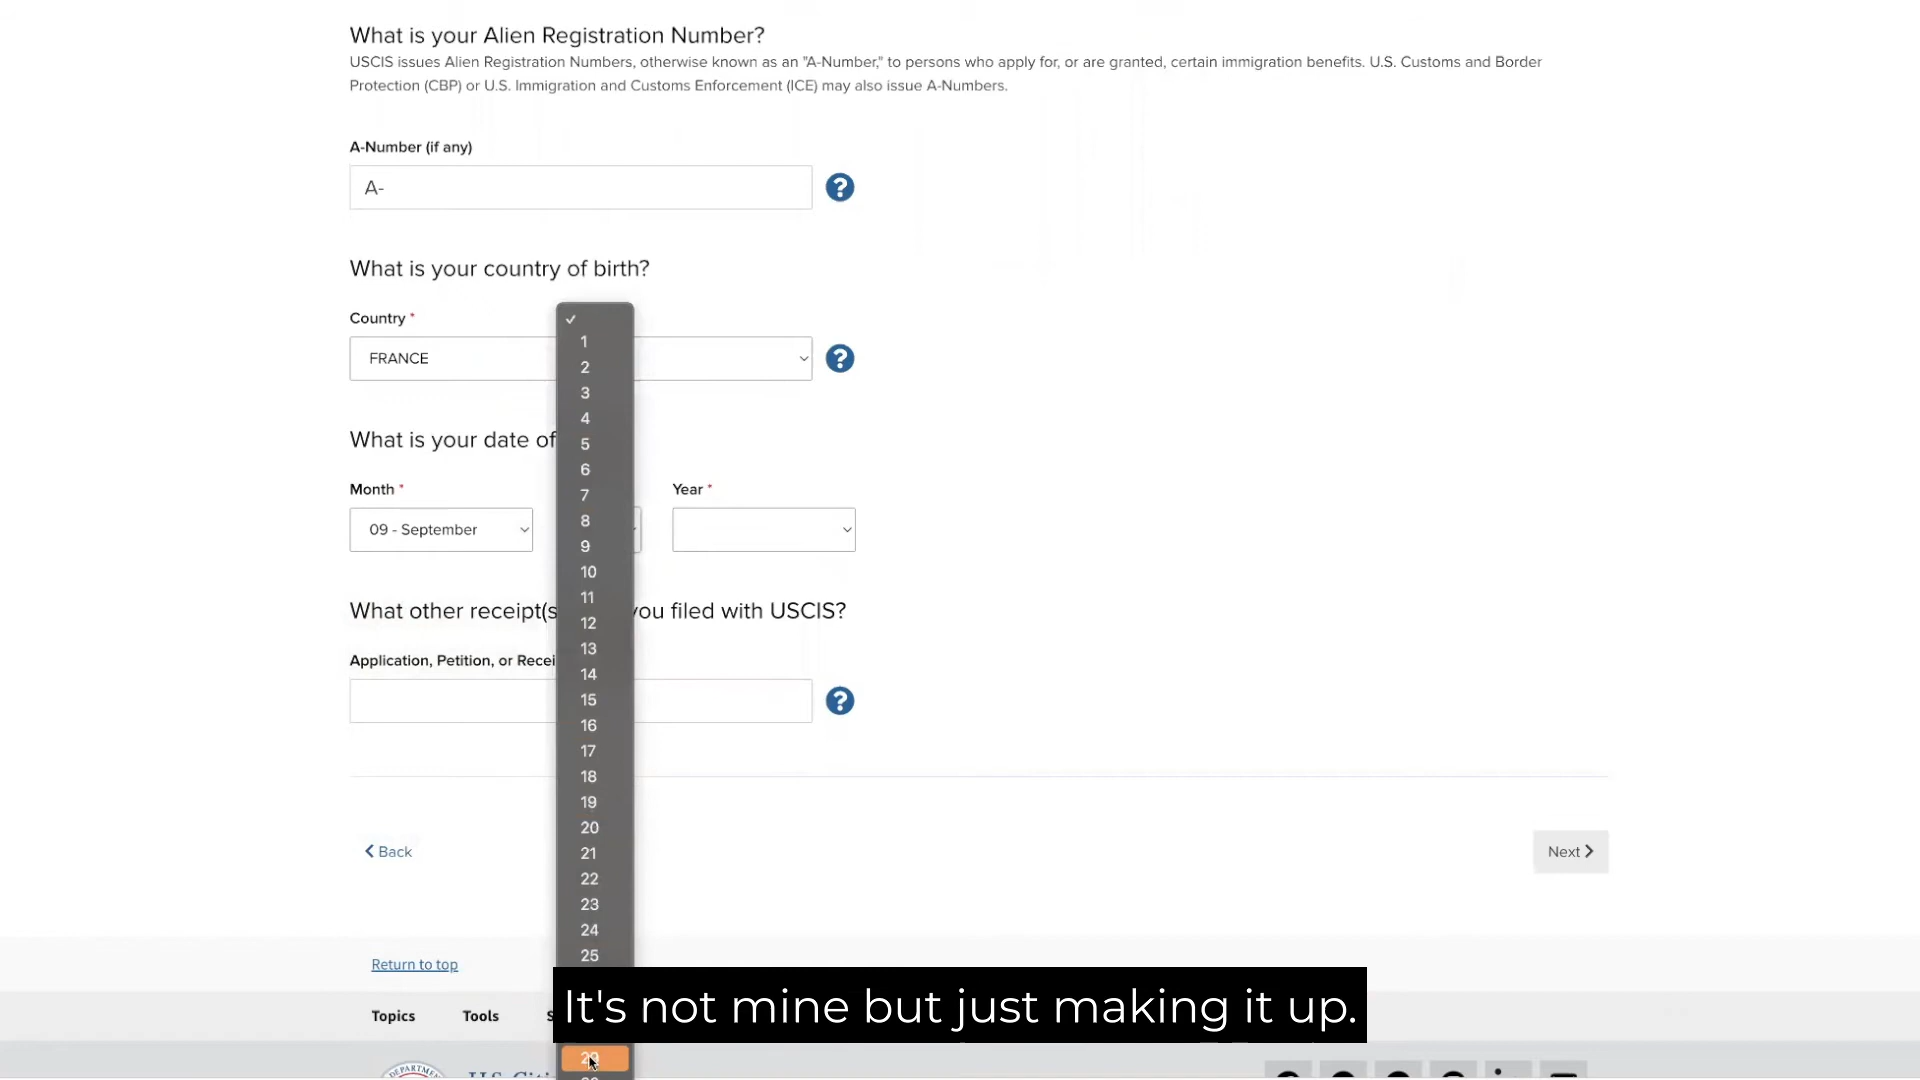 What is your Alien Registration Number?
USCIS issues Alien Registration Numbers, otherwise known as an "A-Number," to persons who apply for, or are granted, certain immigration benefits. U.S. Customs and Border
Protection (CBP) or U.S. Immigration and Customs Enforcement (ICE) may also issue A-Numbers.
A-Number (if any)
A-
?
What is your country of birth?
Country *
FRANCE
?
What is your date of
Month *
Year *
09 - September
✓
1
2
3
4
5
6
7
8
9
10
11
12
13
14
15
16
17
18
19
20
21
22
23
24
25
29
What other receipt(s you filed with USCIS?
Application, Petition, or Recei
?
Back
Next
Return to top
Topics
Tools
It's not mine but just making it up.